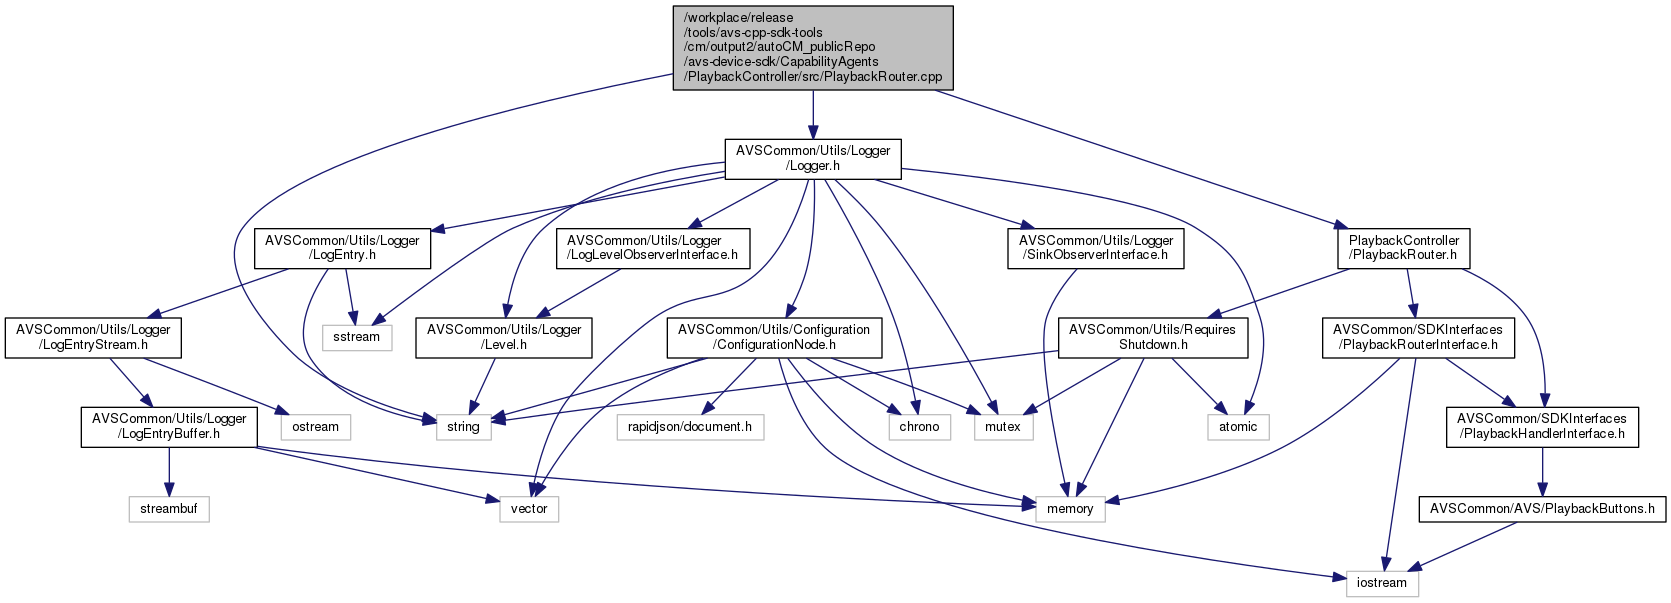 /workplace/release
/tools/avs-cpp-sdk-tools
/cm/output2/autoCM_publicRepo
/avs-device-sdk/CapabilityAgents
/PlaybackController/src/PlaybackRouter.cpp
AVSCommon/Utils/Logger
/Logger.h
AVSCommon/Utils/Logger
/LogEntry.h
AVSCommon/Utils/Logger
/LogLevelObserverInterface.h
AVSCommon/Utils/Logger
/SinkObserverInterface.h
PlaybackController
/PlaybackRouter.h
AVSCommon/Utils/Logger
/LogEntryStream.h
sstream
AVSCommon/Utils/Logger
/Level.h
AVSCommon/Utils/Configuration
/ConfigurationNode.h
AVSCommon/Utils/Requires
Shutdown.h
AVSCommon/SDKInterfaces
/PlaybackRouterInterface.h
AVSCommon/Utils/Logger
/LogEntryBuffer.h
ostream
string
rapidjson/document.h
chrono
mutex
atomic
AVSCommon/SDKInterfaces
/PlaybackHandlerInterface.h
streambuf
vector
memory
AVSCommon/AVS/PlaybackButtons.h
iostream